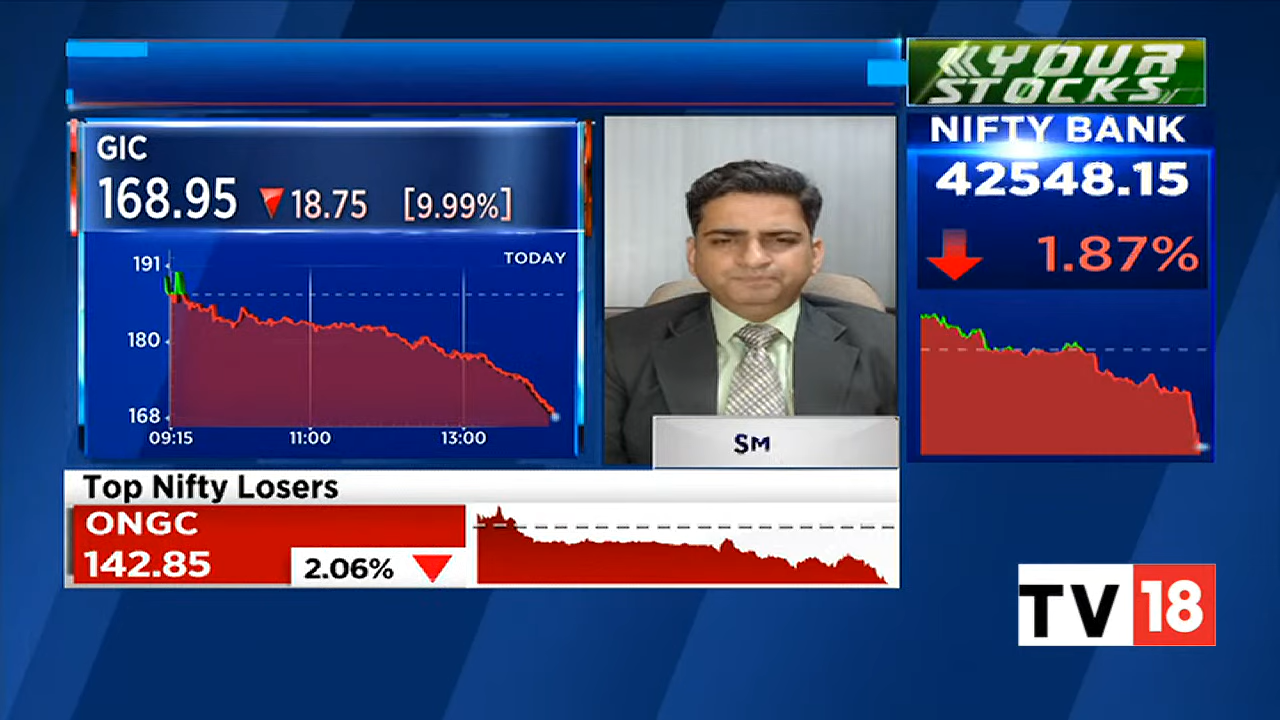 YOUR
STOCKS
GIC
168.95 18.75 [9.99%]
TODAY
191
180
168
09:15 11:00 13:00
SM
NIFTY BANK
42548.15
1.87%
Top Nifty Losers
ONGC
142.85
2.06%
TV18